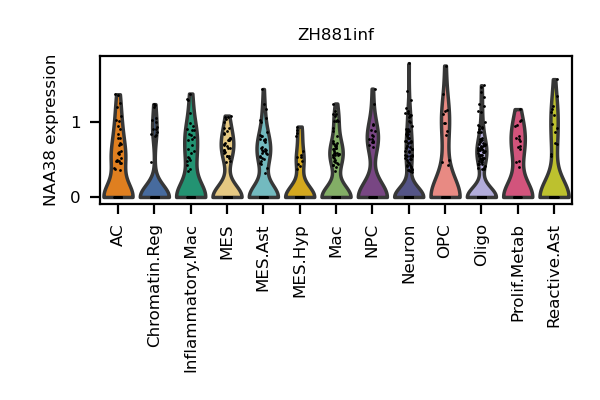 ZH881inf
NAA38 expression
1
0
AC
Chromatin.Reg
Inflammatory.Mac
MES
MES.Ast
MES.Hyp
Mac
NPC
Neuron
OPC
Oligo
Prolif.Metab
Reactive.Ast